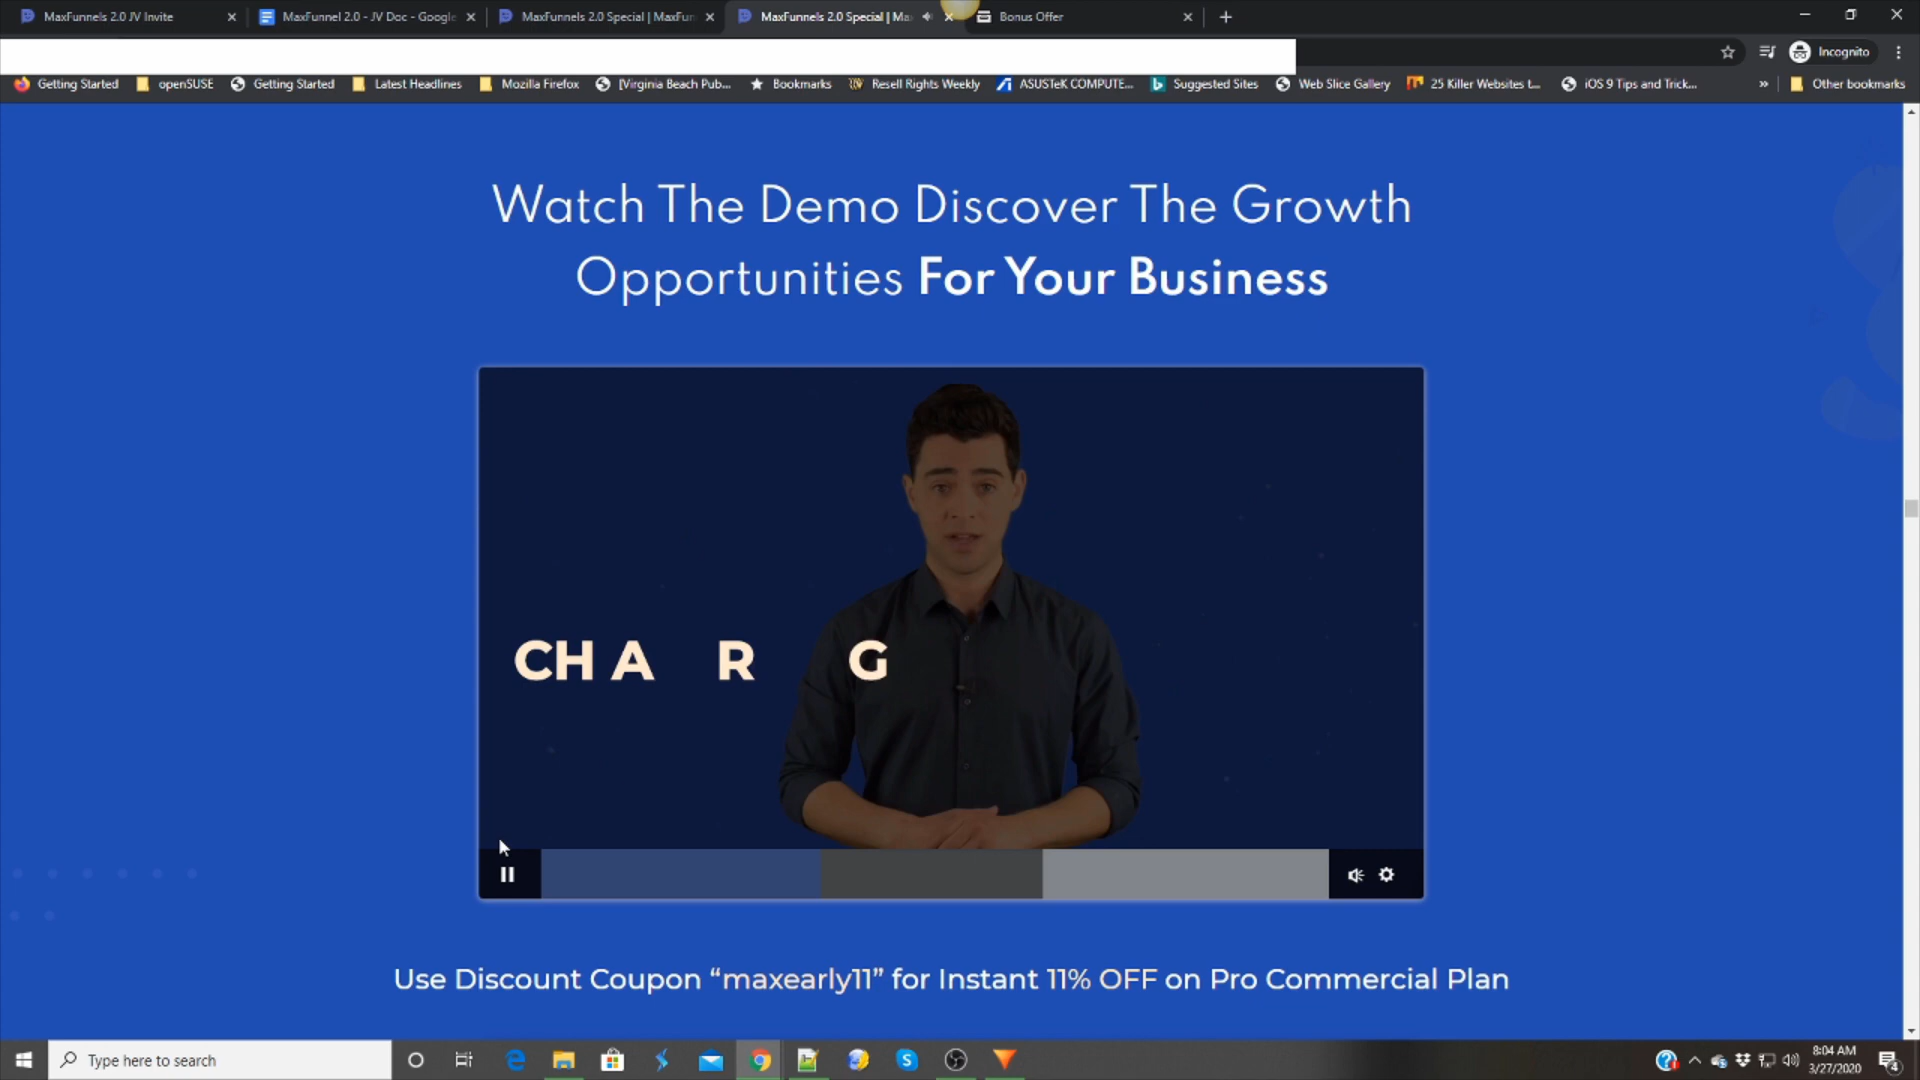 MaxFunnels 2.0 JV Invite
MaxFunnel 2.0 - JV Doc - Google
MaxFunnels 2.0 Special | MaxFun
MaxFunnels 2.0 Special | Ma
Bonus Offer
Incognito
Getting Started
openSUSE
Getting Started
Latest Headlines
Mozilla Firefox
[Virginia Beach Pub...
Bookmarks
Resell Rights Weekly
ASUSTeK COMPUTE...
Suggested Sites
Web Slice Gallery
25 Killer Websites t...
iOS 9 Tips and Trick...
Other bookmarks
Watch The Demo Discover The Growth
Opportunities For Your Business
CHA R G
Use Discount Coupon “maxearly11” for Instant 11% OFF on Pro Commercial Plan
Type here to search
8:04 AM
3/27/2020
4